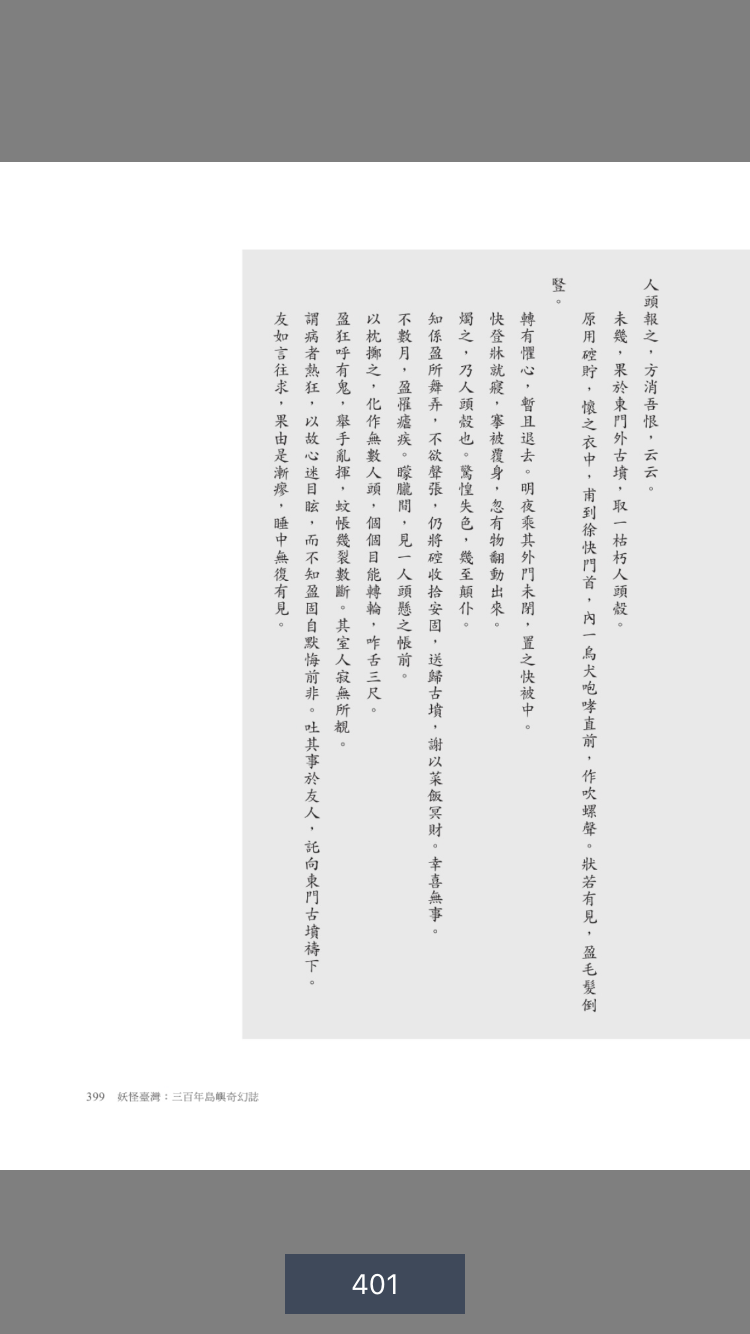 人頭報之，方消吾恨，云云。
未幾，果於東門外古墳，取一枯朽人頭殼。
原用硿貯，懷之衣中，甫到徐快門首，內一烏犬咆哮直前，作吹螺聲。狀若有見，盈毛髮倒
豎。
轉有懼心，暫且退去。明夜乘其外門未閉，置之快被中。
快登牀就寢，搴被覆身，忽有物翻動出來。
燭之，乃人頭殼也。驚惶失色，幾至顛仆。
知係盈所舞弄，不欲聲張，仍將硿收拾安固，送歸古墳，謝以菜飯冥財。幸喜無事。
不數月，盈罹瘧疾。矇朧間，見一人頭懸之帳前。
以枕擲之，化作無數人頭，個個目能轉輪，咋舌三尺。
盈狂呼有鬼，舉手亂揮，蚊帳幾裂數斷。其室人寂無所覩。
謂病者熱狂，以故心迷目眩，而不知盈固自默悔前非。吐其事於友人，託向東門古墳禱下。
友如言往求，果由是漸瘳，睡中無復有見。
399 妖怪臺灣：三百年島嶼奇幻誌
401